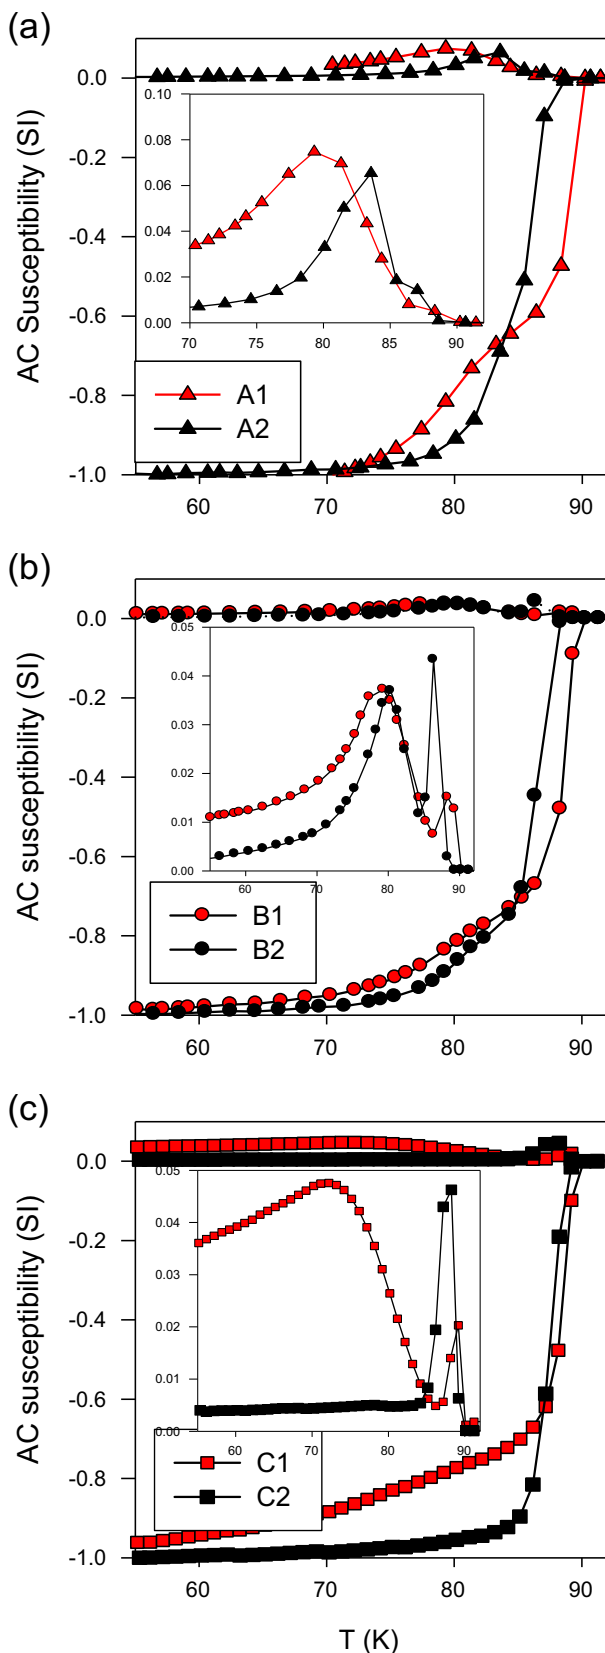 (a)
0.0
-0.2
-0.4
-0.6
-0.8
-1.0
AC Susceptibility (SI)
0.10
0.08
0.06
0.04
0.02
0.00
70 75 80 85 90
A1
A2
60 70 80 90
(b)
0.0
-0.2
-0.4
-0.6
-0.8
-1.0
AC susceptibility (SI)
0.05
0.04
0.03
0.02
0.01
0.00
60 70 80 90
B1
B2
60 70 80 90
(c)
0.0
-0.2
-0.4
-0.6
-0.8
-1.0
AC susceptibility (SI)
0.05
0.04
0.03
0.02
0.01
0.00
60 70 80 90
C1
C2
60 70 80 90
T (K)